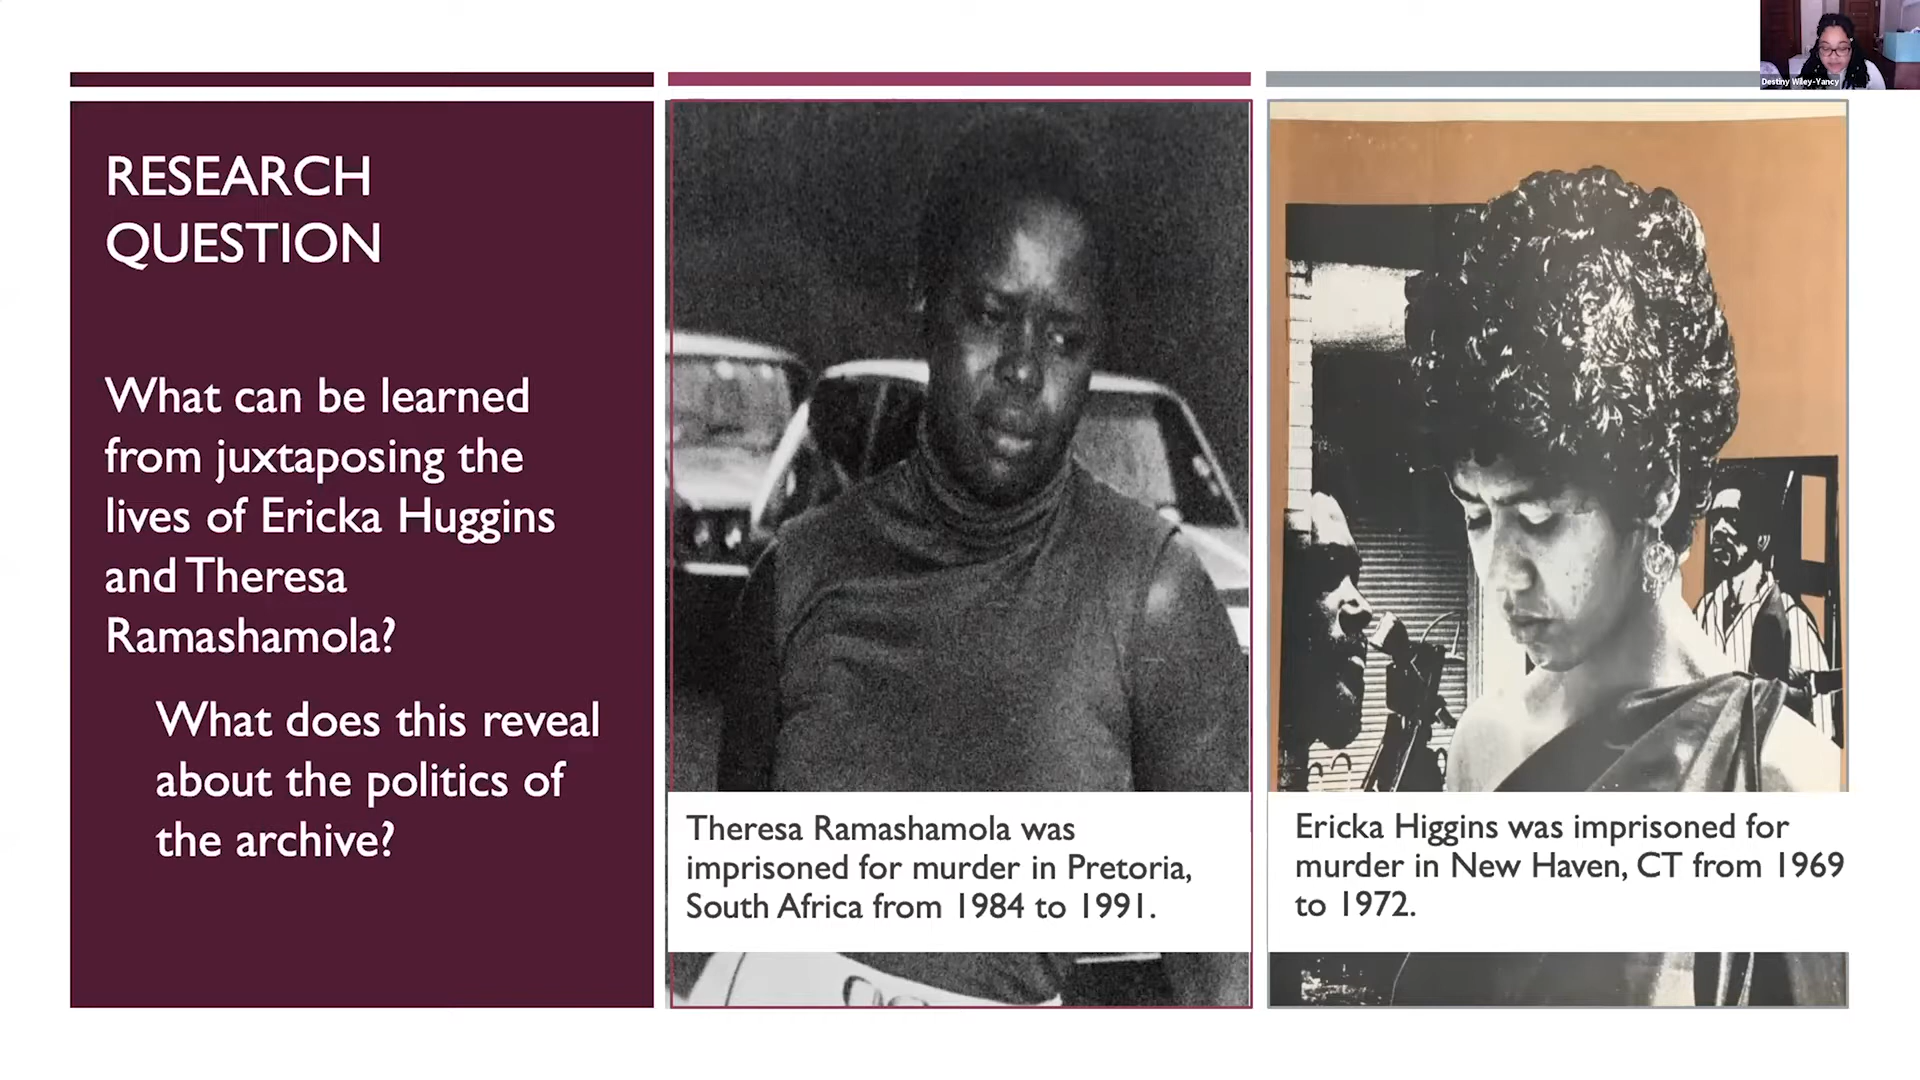 Destiny Wiley-Yancy
RESEARCH
QUESTION
What can be learned
from juxtaposing the
lives of Ericka Huggins
and Theresa
Ramashamola?
What does this reveal
about the politics of
the archive?
Theresa Ramashamola was
imprisoned for murder in Pretoria,
South Africa from 1984 to 1991.
Ericka Higgins was imprisoned for
murder in New Haven, CT from 1969
to 1972.